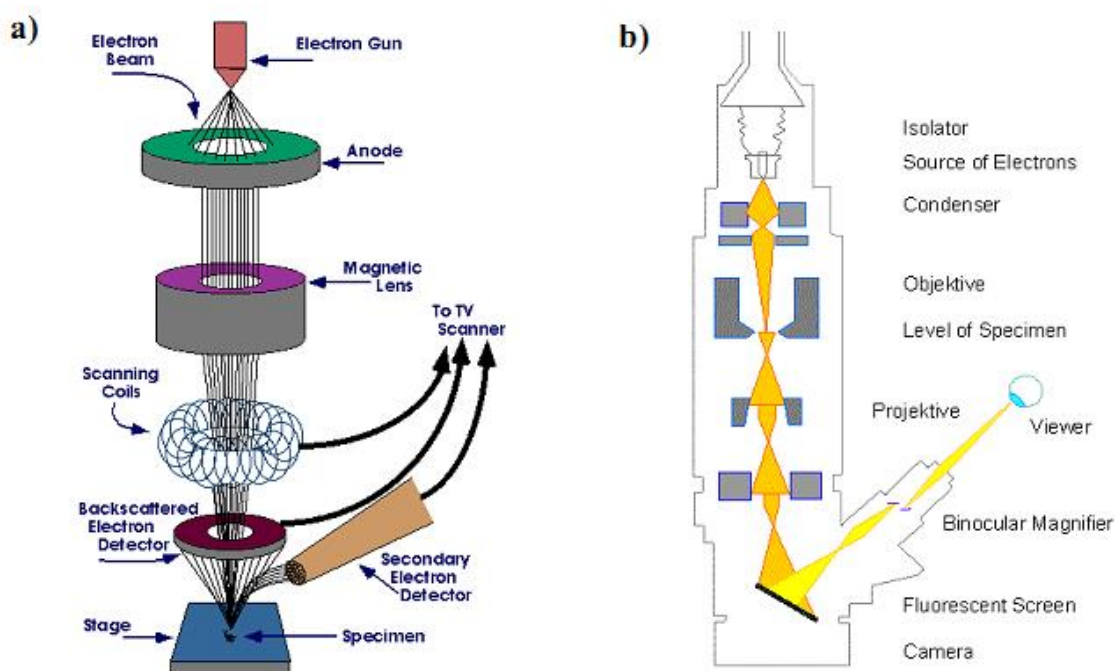 a)
Electron
Beam
Electron Gun
Anode
Magnetic
Lens
To TV
Scanner
Scanning
Coils
Backscattered
Electron
Detector
Secondary
Electron
Detector
Stage
Specimen
b)
Isolator
Source of Electrons
Condenser
Objektive
Level of Specimen
Projektive
Viewer
Binocular Magnifier
Fluorescent Screen
Camera